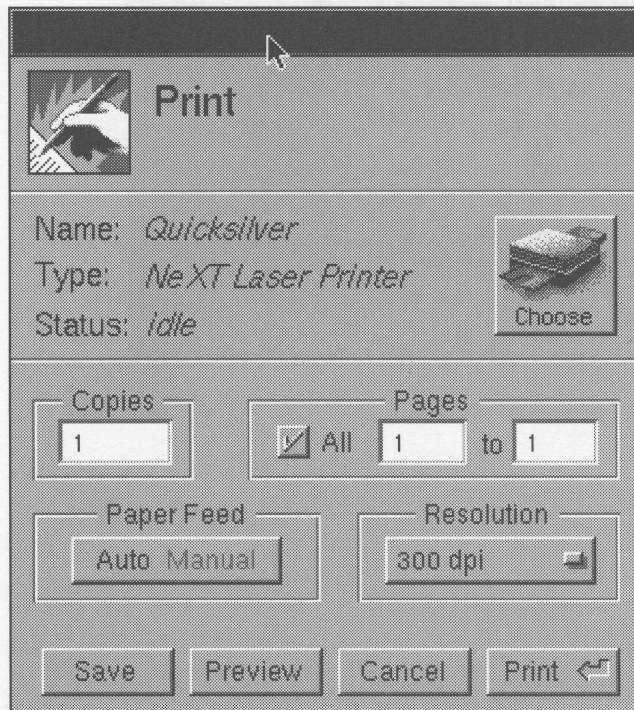 Print
Name: Quicksilver
Type: NeXT Laser Printer
Status: idle
Choose
Copies
1
Pages
All 1 to 1
Paper Feed
Auto Manual
Resolution
300 dpi
Save Preview Cancel Print